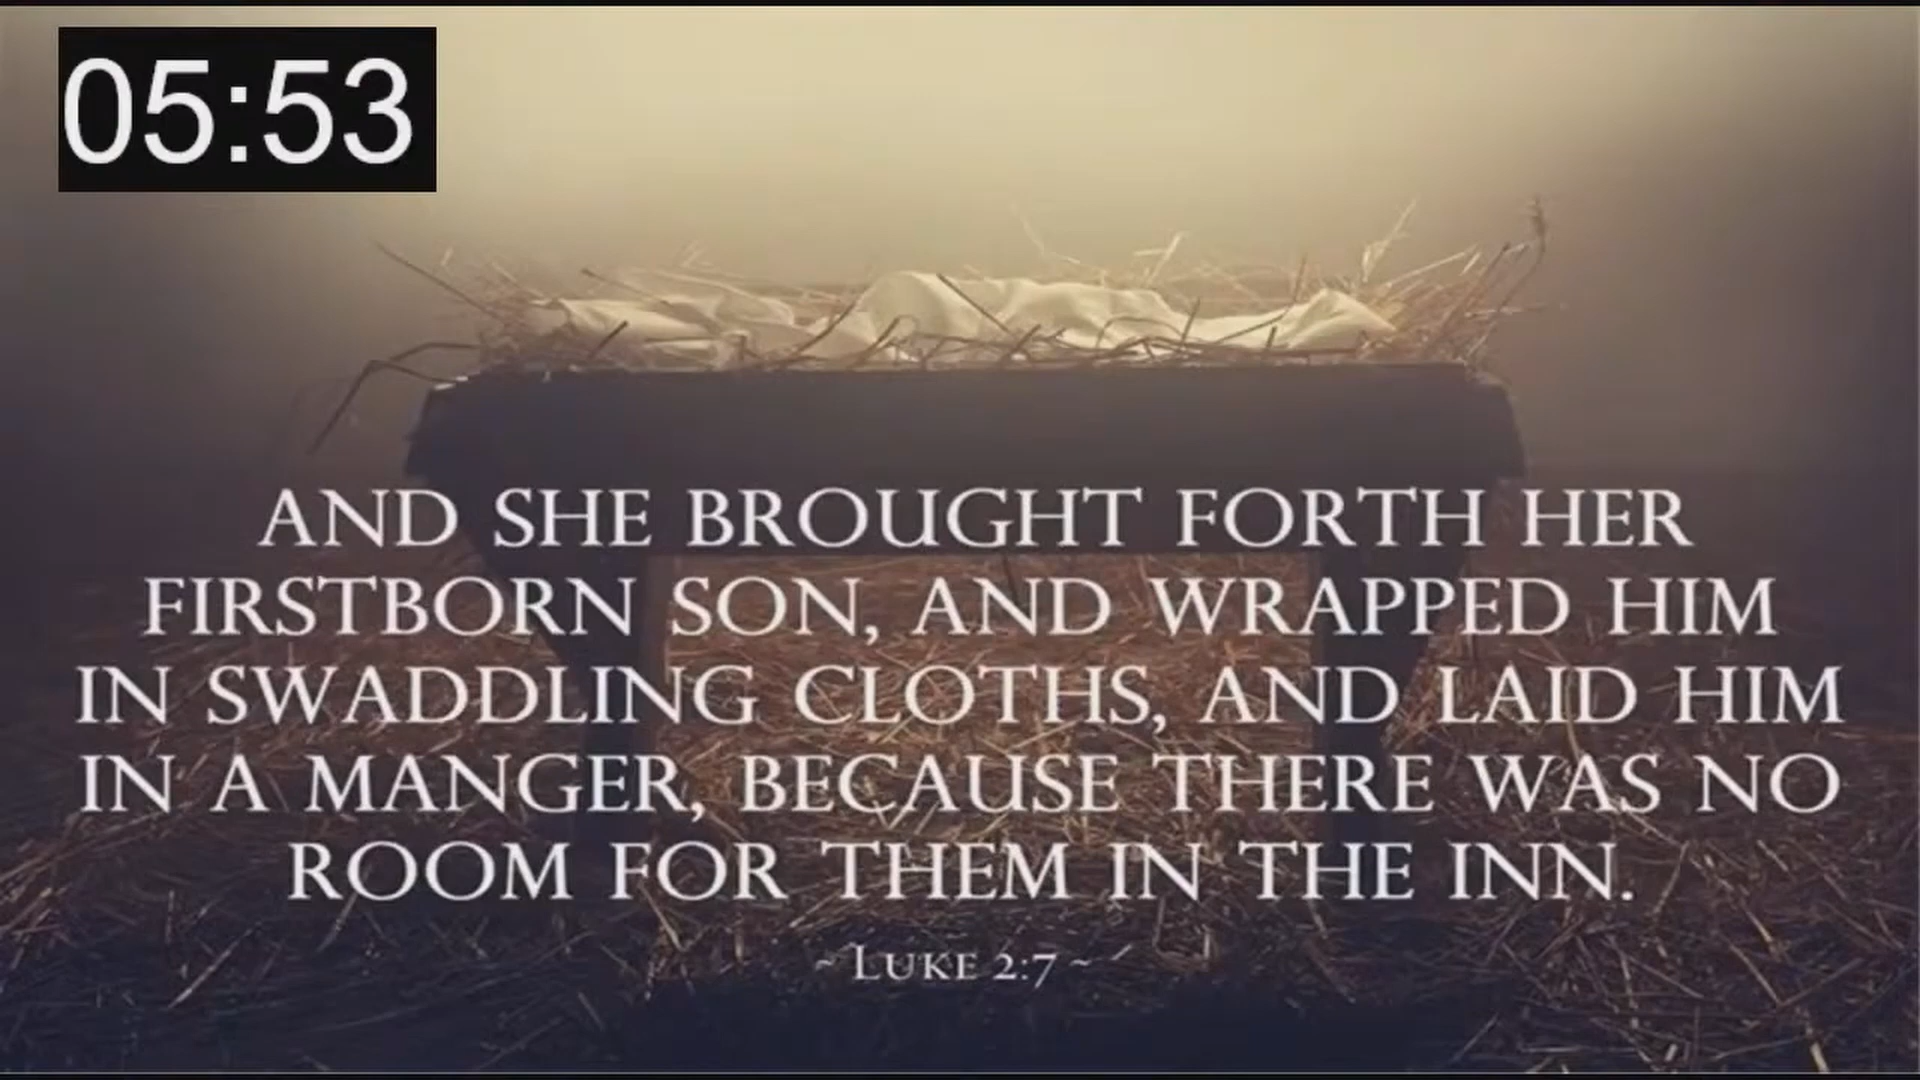 05:53
AND SHE BROUGHT FORTH HER
FIRSTBORN SON, AND WRAPPED HIM
IN SWADDLING CLOTHS, AND LAID HIM
IN A MANGER, BECAUSE THERE WAS NO
ROOM FOR THEM IN THE INN.
~ LUKE 2:7 ~